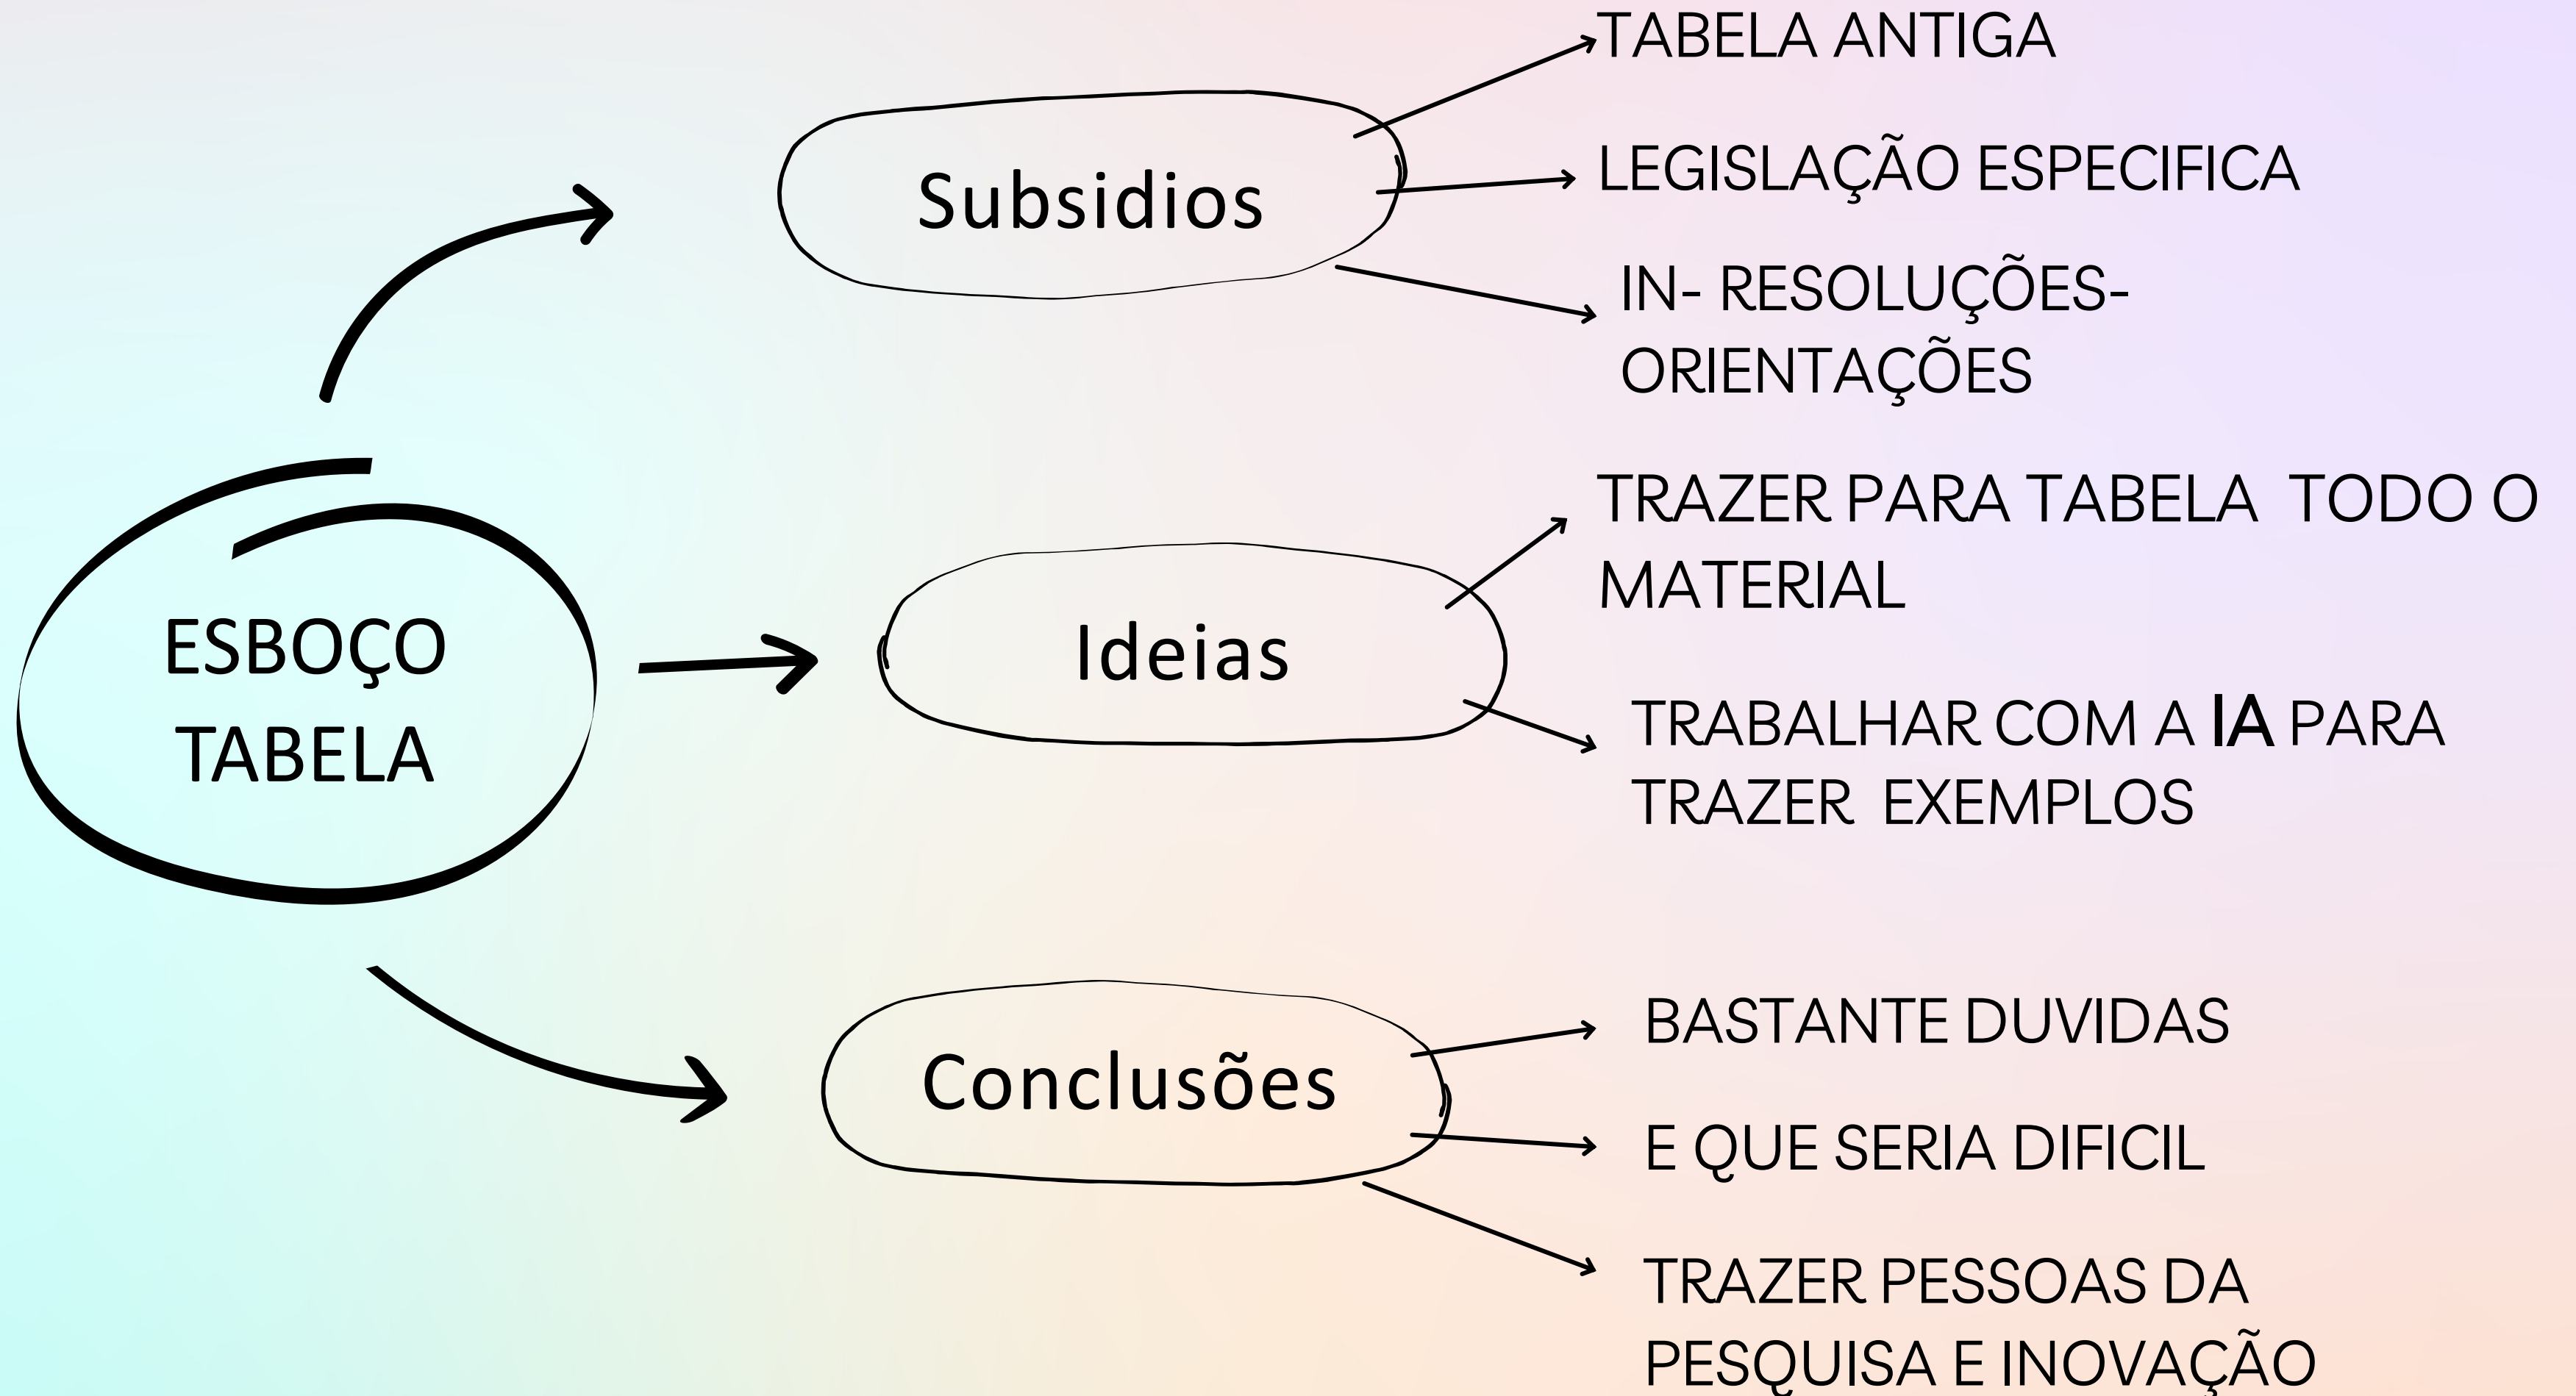 ESBOÇO
TABELA
Subsidios
TABELA ANTIGA
LEGISLAÇÃO ESPECIFICA
IN- RESOLUÇÕES-
ORIENTAÇÕES
Ideias
TRAZER PARA TABELA TODO O
MATERIAL
TRABALHAR COM A IA PARA
TRAZER EXEMPLOS
Conclusões
BASTANTE DUVIDAS
E QUE SERIA DIFICIL
TRAZER PESSOAS DA
PESQUISA E INOVAÇÃO